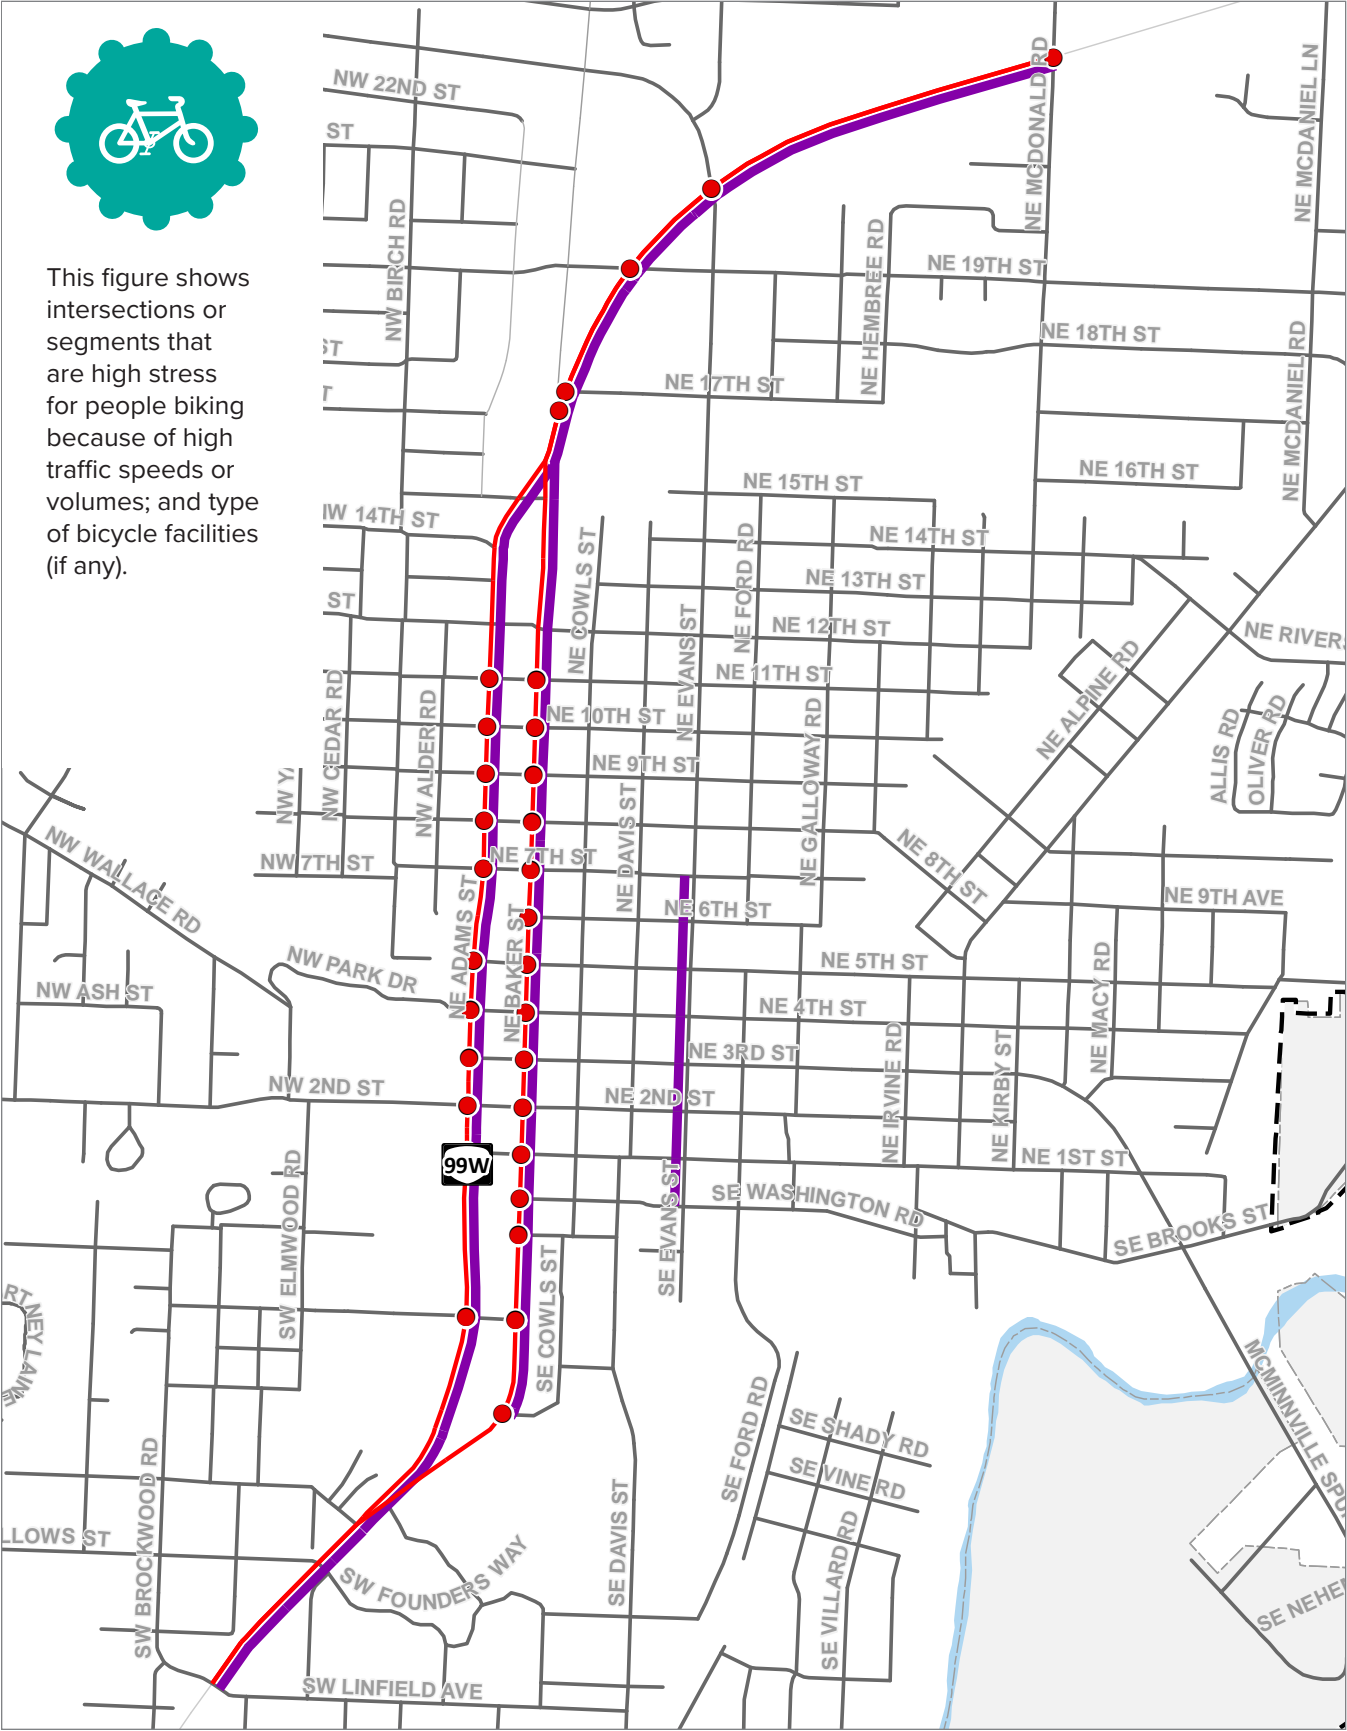 This figure shows
intersections or
segments that
are high stress
for people biking
because of high
traffic speeds or
volumes; and type
of bicycle facilities
(if any).
NW 22ND ST
ST
NW BIRCH RD
ST
NE MCDONALD RD
NE MCDANIEL LN
NE HEMBREE RD
NE 19TH ST
NE 18TH ST
NE 17TH ST
NE MCDANIEL RD
NE 16TH ST
NE 15TH ST
NW 14TH ST
NE 14TH ST
NE COWLS ST
NE FORD RD
NE 13TH ST
ST
NE EVANS ST
NE 12TH ST
NE RIVERS
NE 11TH ST
NE ALPINE RD
NW CEDAR RD
NW ALDER RD
NE 10TH ST
NE GALLOWAY RD
ALLIS RD
OLIVER RD
NE 9TH ST
NW Y
NE DAVIS ST
NW WALLACE RD
NW 7TH ST
NE 7TH ST
NE 8TH ST
NE 9TH AVE
NE ADAMS ST
NE BAKER ST
NE 6TH ST
NW PARK DR
NE 5TH ST
NE MACY RD
NW ASH ST
NE 4TH ST
NE IRVINE RD
NE KIRBY ST
NE 3RD ST
NW 2ND ST
NE 2ND ST
99W
NE 1ST ST
SW ELMWOOD RD
SE EVANS ST
SE WASHINGTON RD
SE BROOKS ST
SE COWLS ST
RT
NEY LAINE
MCMINNVILLE SPU
SE FORD RD
SE SHADY RD
SE VINE RD
SW BROCKWOOD RD
SE DAVIS ST
SE VILLARD RD
LLOWS ST
SW FOUNDERS WAY
SE NEHE
SW LINFIELD AVE